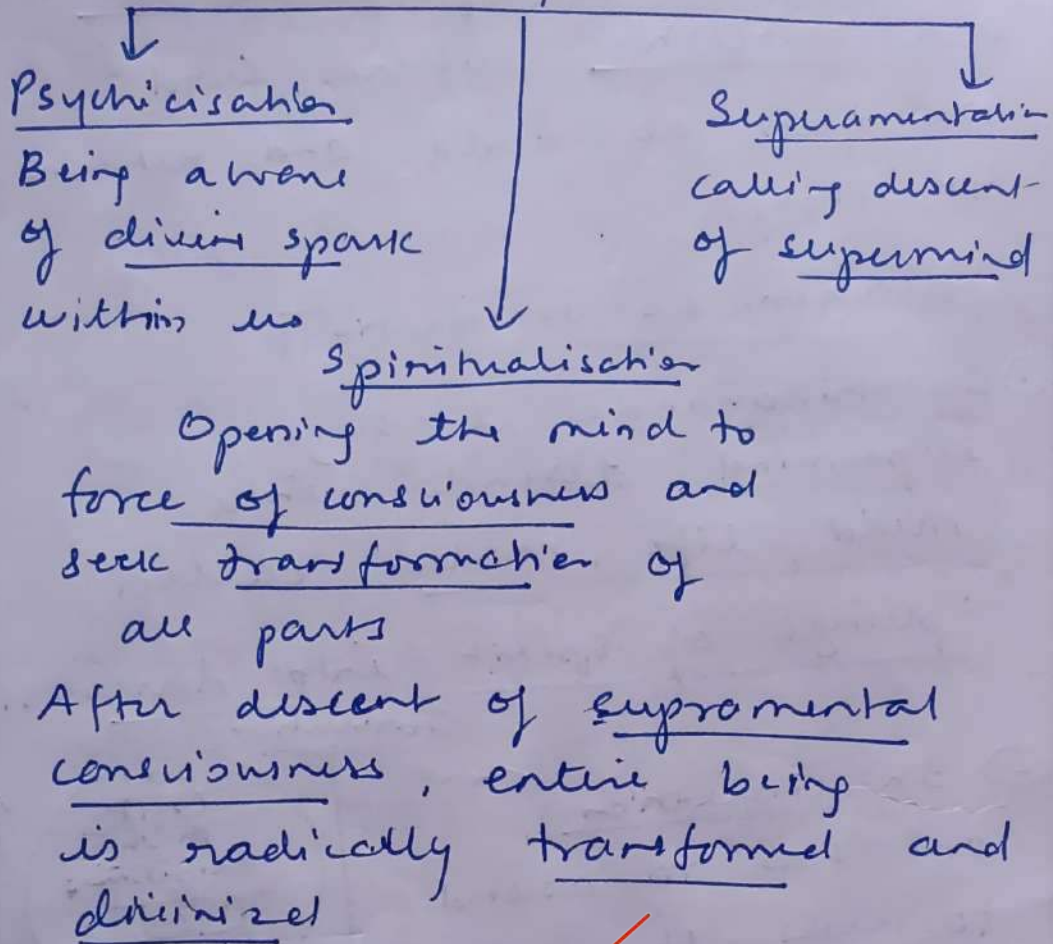 Psychicisation
Being aware
of divine spark
within us
Supramentalisation
calling descent
of supermind
Spiritualisation
Opening the mind to
force of consciousness and
seek transformation of
all parts
After descent of supramental
consciousness, entire being
is radically transformed and
divinized